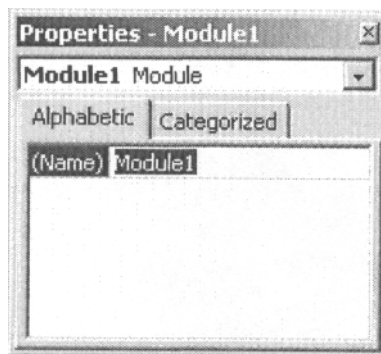 Properties - Module1
Module1 Module
Alphabetic Categorized
(Name) Module1